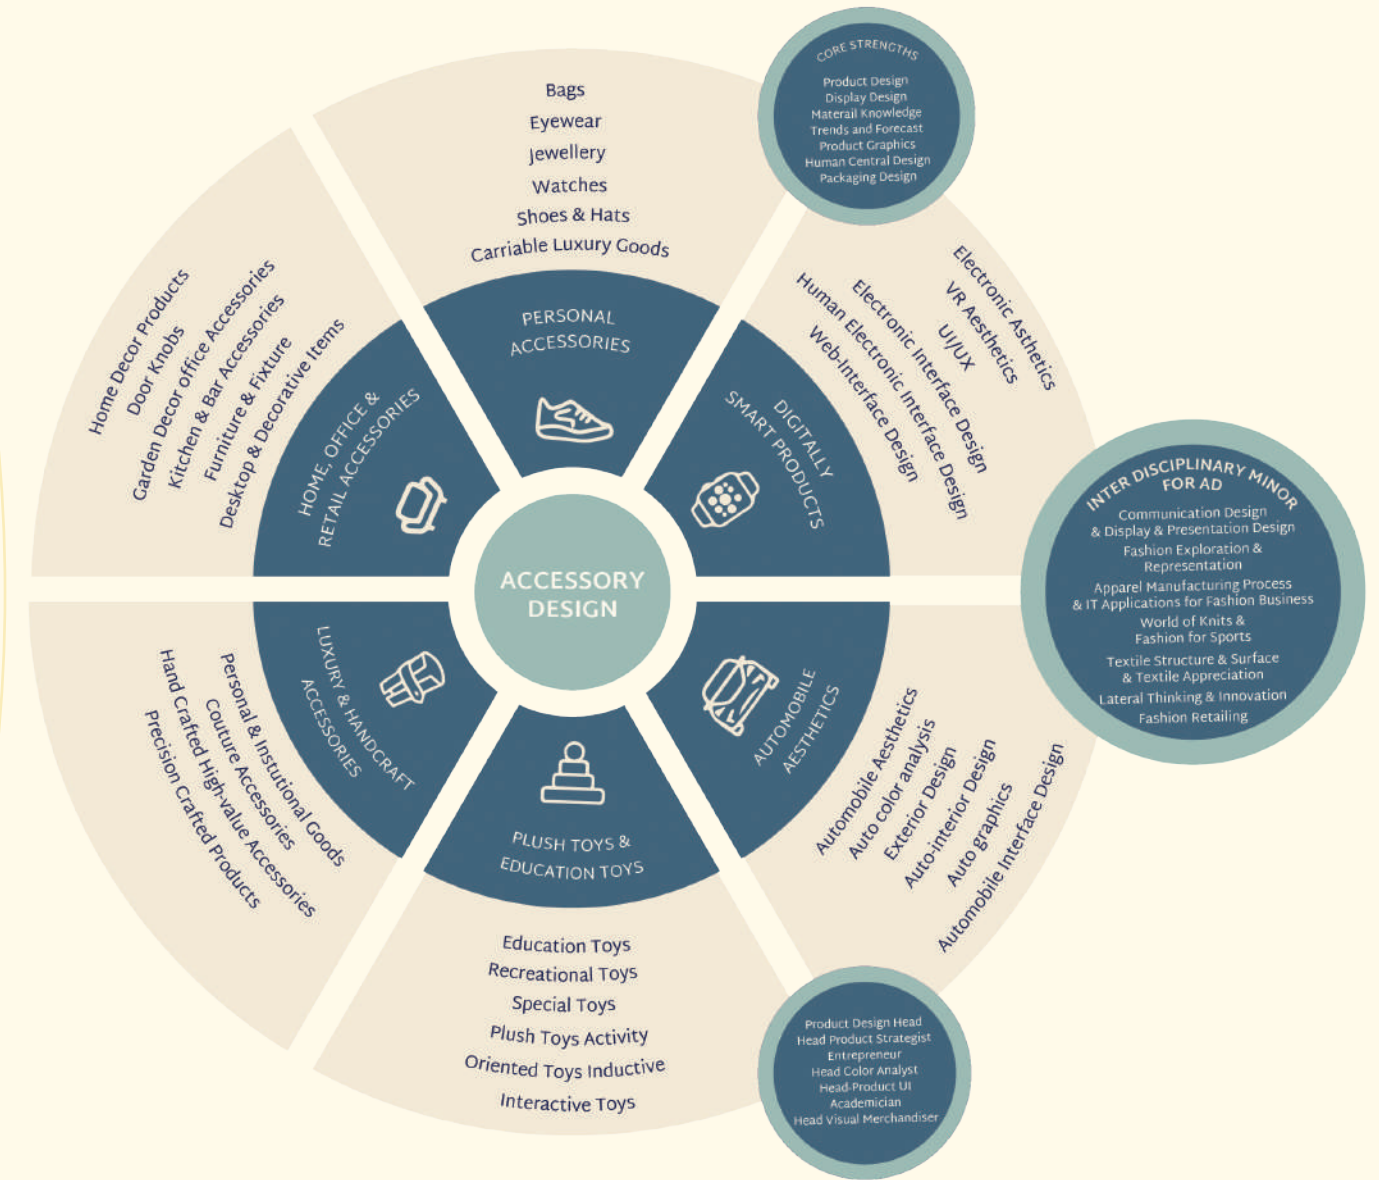 CORE STRENGTHS
Product Design
Display Design
Materail Knowledge
Trends and Forecast
Product Graphics
Human Central Design
Packaging Design
Bags
Eyewear
Jewellery
Watches
Shoes & Hats
Carriable Luxury Goods
PERSONAL
ACCESSORIES
Electronic Asthetics
VR Aesthetics
UI/UX
Electronic Interface Design
Human Electronic Interface Design
Web-Interface Design
DIGITALLY
SMART PRODUCTS
Home Decor Products
Door Knobs
Garden Decor office Accessories
Kitchen & Bar Accessories
Furniture & Fixture
Desktop & Decorative Items
HOME, OFFICE &
RETAIL ACCESSORIES
ACCESSORY
DESIGN
INTER DISCIPLINARY MINOR
FOR AD
Communication Design
& Display & Presentation Design
Fashion Exploration &
Representation
Apparel Manufacturing Process
& IT Applications for Fashion Business
World of Knits &
Fashion for Sports
Textile Structure & Surface
& Textile Appreciation
Lateral Thinking & Innovation
Fashion Retailing
LUXURY & HANDCRAFT
ACCESSORIES
Personal & Instutional Goods
Couture Accessories
Hand Crafted High-value Accessories
Precision Crafted Products
AUTOMOBILE
AESTHETICS
Automobile Aesthetics
Auto color analysis
Exterior Design
Auto-interior Design
Auto graphics
Automobile Interface Design
PLUSH TOYS &
EDUCATION TOYS
Education Toys
Recreational Toys
Special Toys
Plush Toys Activity
Oriented Toys Inductive
Interactive Toys
Product Design Head
Head Product Strategist
Entrepreneur
Head Color Analyst
Head-Product UI
Academician
Head Visual Merchandiser